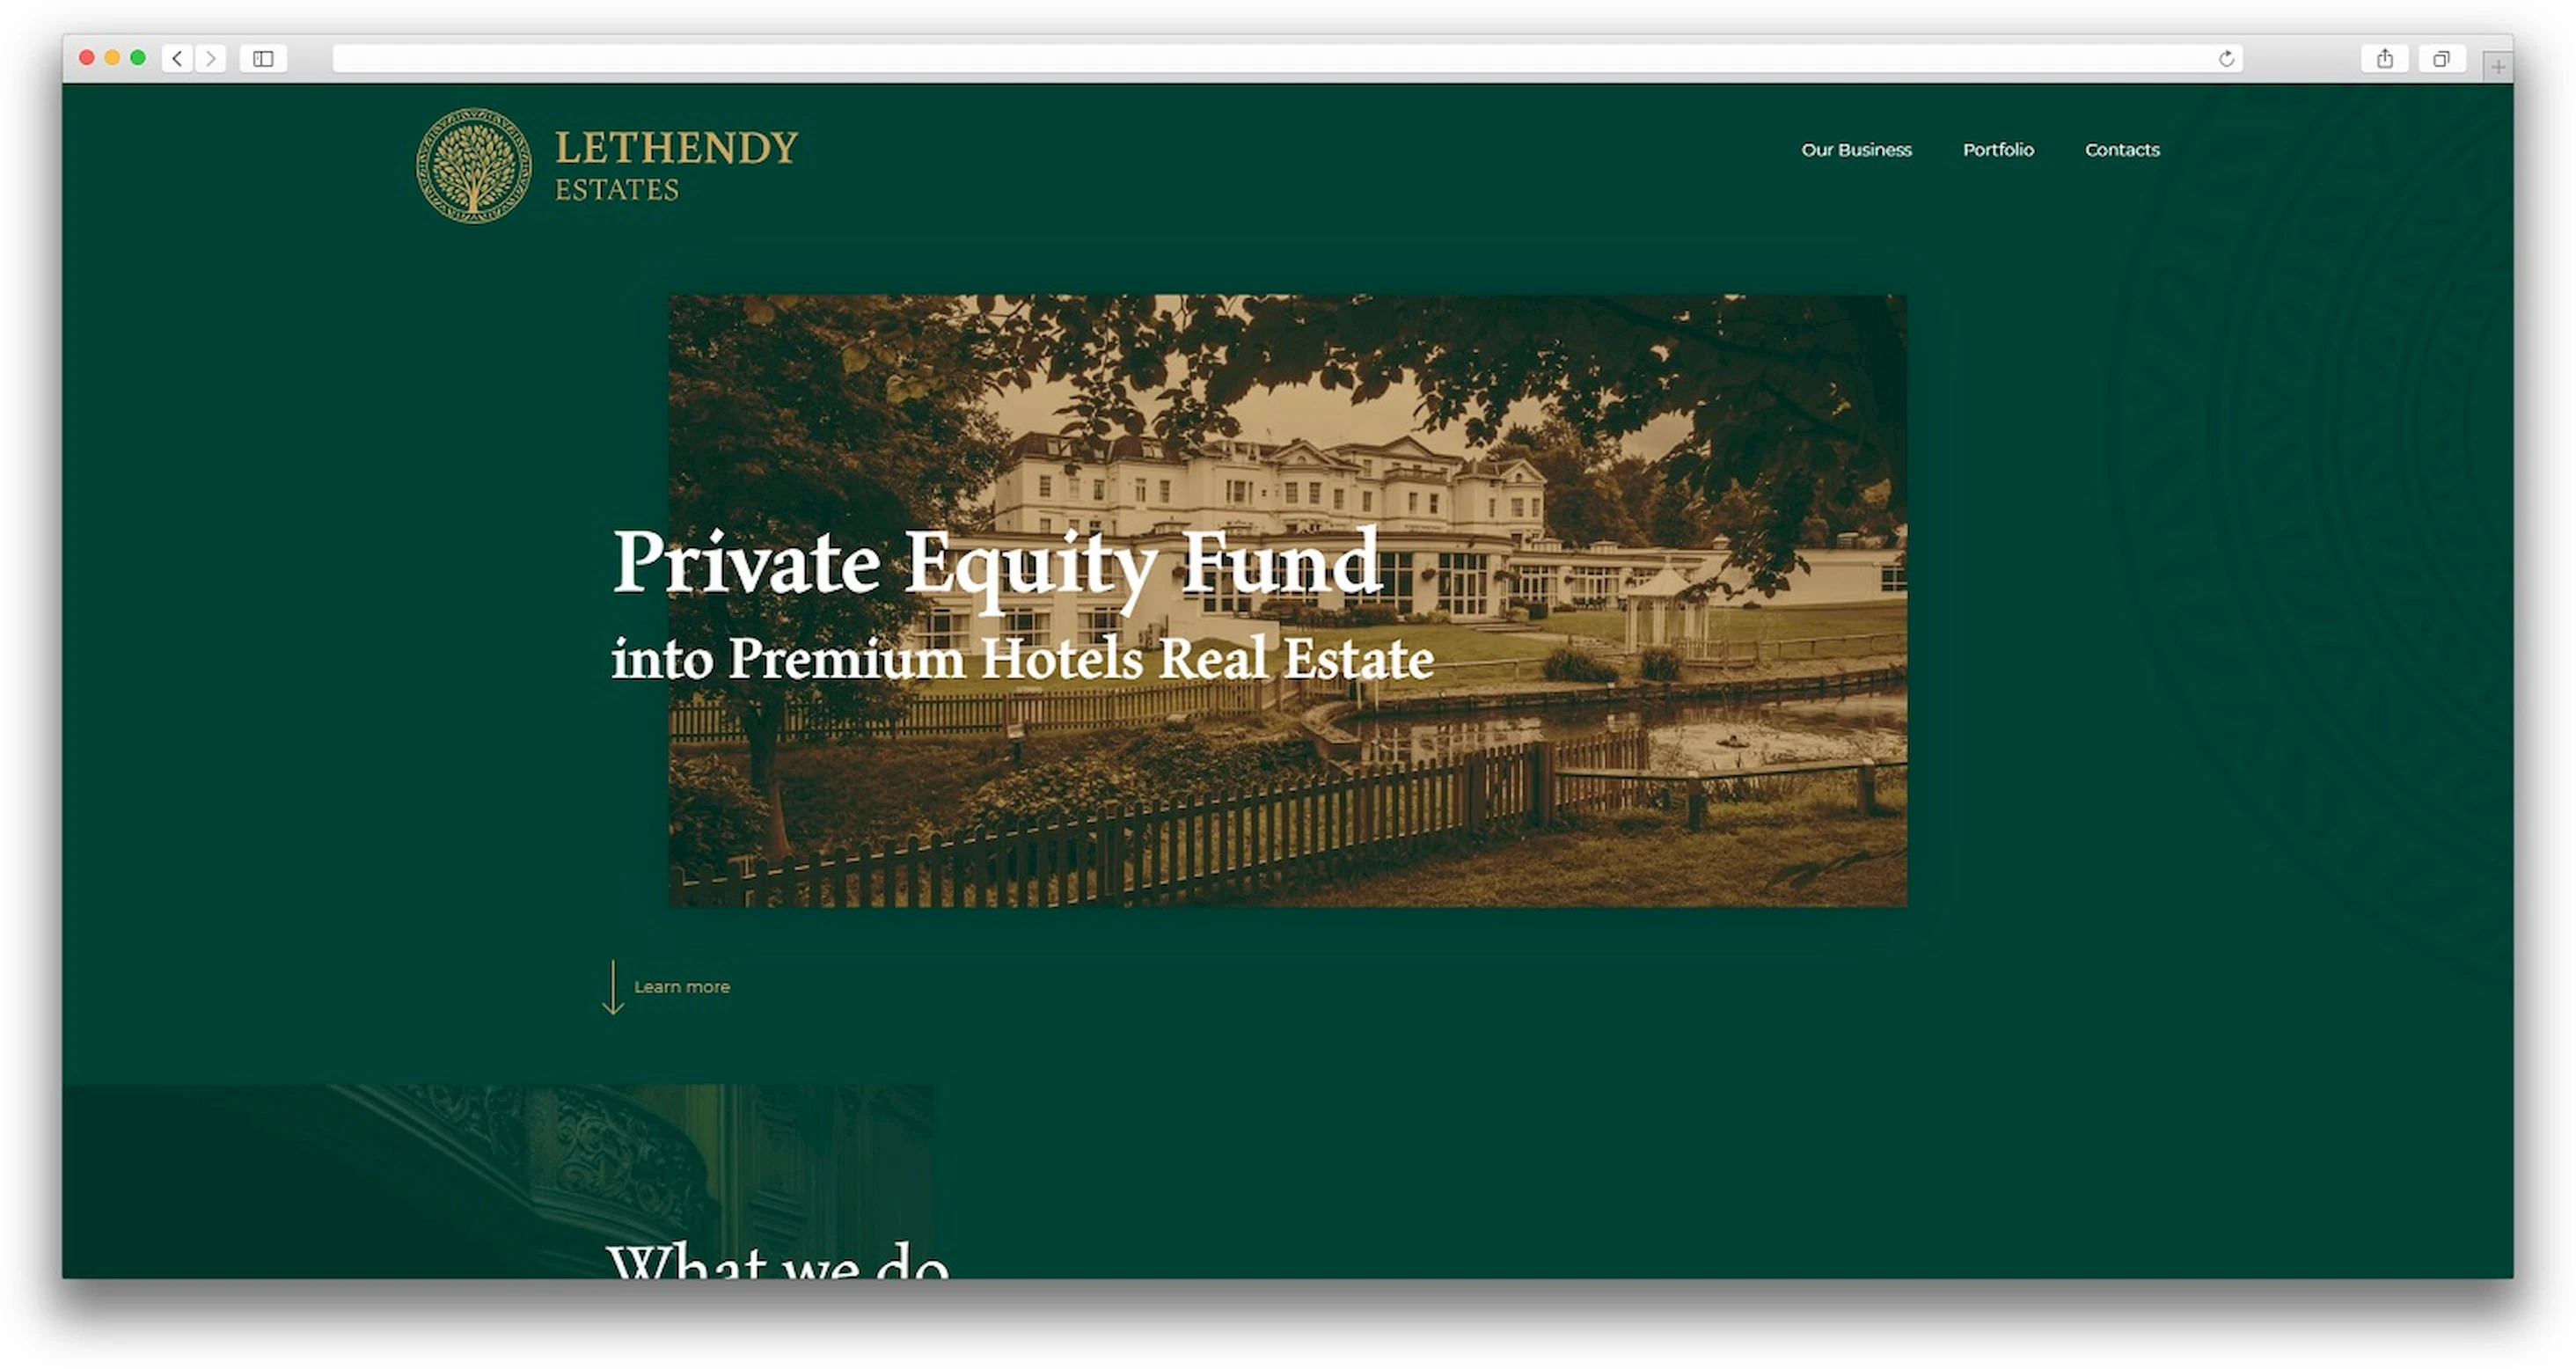 LETHENDY
ESTATES
Our Business
Portfolio
Contacts
Private Equity Fund
into Premium Hotels Real Estate
Learn more
What we do